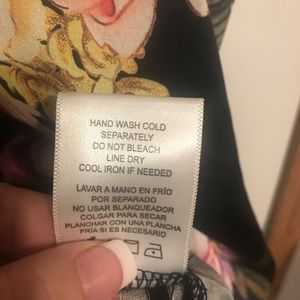 HAND WASH COLD
SEPARATELY
DO NOT BLEACH
LINE DRY
COOL IRON IF NEEDED
LAVAR A MANO EN FRÍO
POR SEPARADO
NO USAR BLANQUEADOR
COLGAR PARA SECAR
PLANCHAR CON UNA PLANCHA
FRÍA SI ES NECESARIO